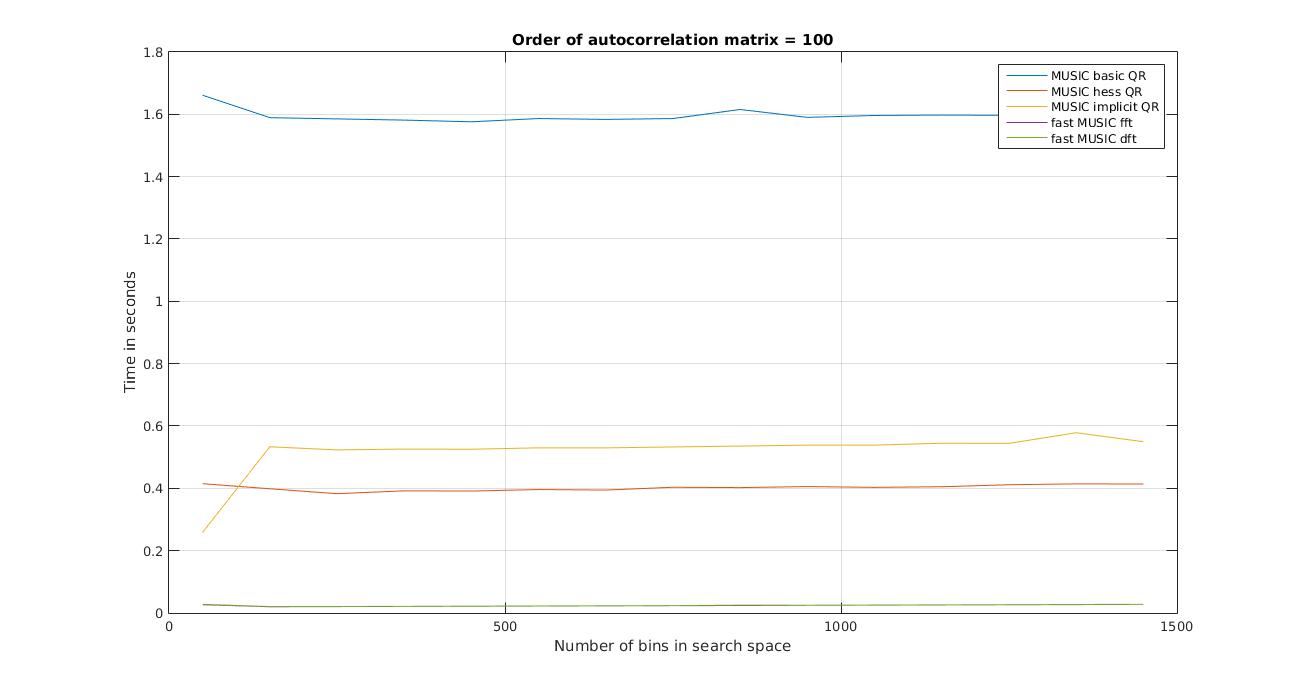 Order of autocorrelation matrix = 100
1.8
1.6
1.4
1.2
1
0.8
0.6
0.4
0.2
0
Time in seconds
MUSIC basic QR
MUSIC hess QR
MUSIC implicit QR
fast MUSIC fft
fast MUSIC dft
0 500 1000 1500
Number of bins in search space